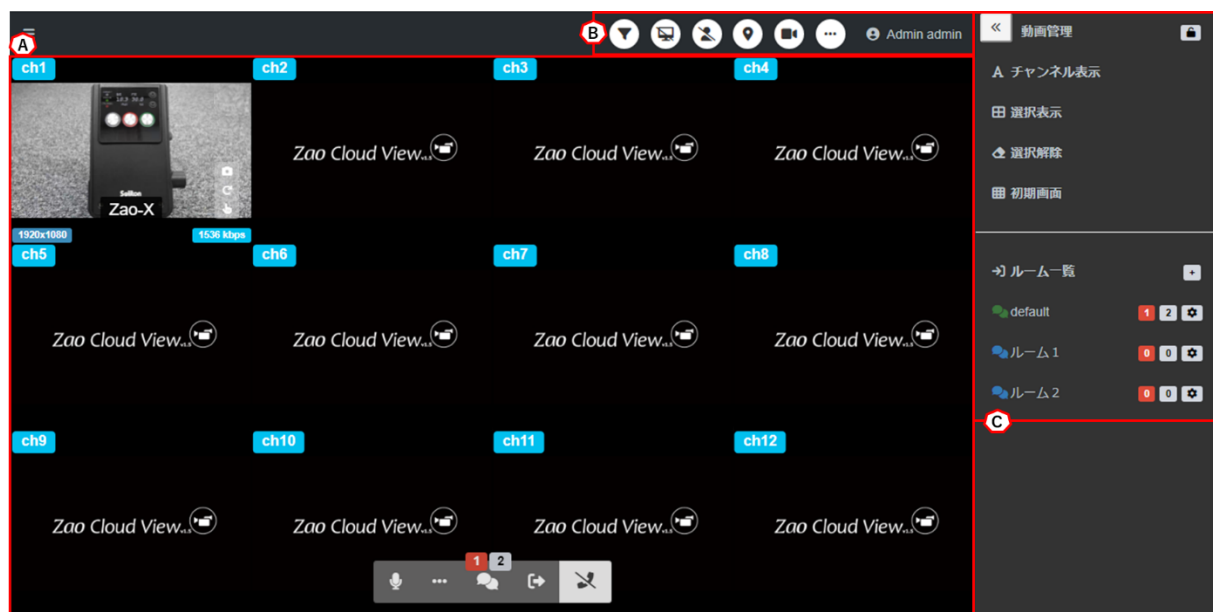 A
B
Admin admin
ch1
ch2
ch3
ch4
Soliton
Zao-X
1920x1080
1536 kbps
Zao Cloud View
Zao Cloud View
Zao Cloud View
ch5
ch6
ch7
ch8
Zao Cloud View
Zao Cloud View
Zao Cloud View
Zao Cloud View
ch9
ch10
ch11
ch12
Zao Cloud View
Zao Cloud View
Zao Cloud View
Zao Cloud View
1 2
動画管理
A チャンネル表示
選択表示
選択解除
初期画面
ルーム一覧 +
default 1 2
ルーム 1 0 0
ルーム 2 0 0
C